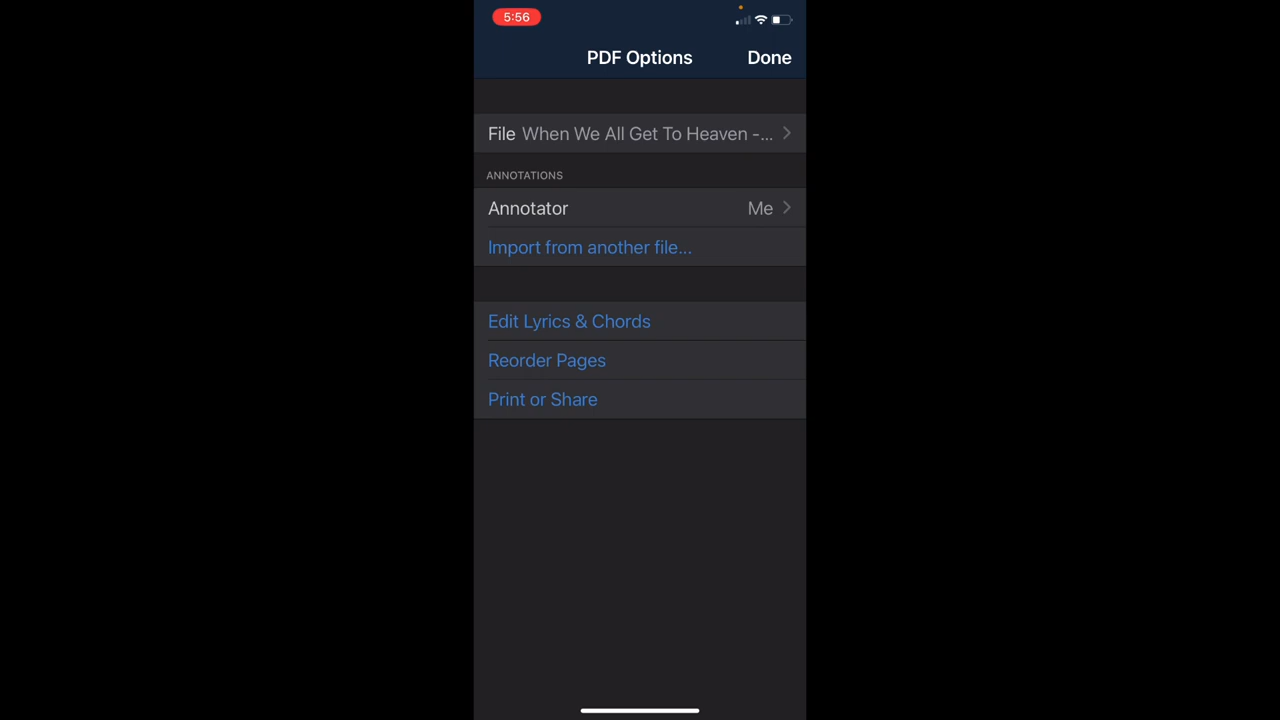 5:56
PDF Options
Done
File When We All Get To Heaven -...
ANNOTATIONS
Annotator Me
Import from another file...
Edit Lyrics & Chords
Reorder Pages
Print or Share